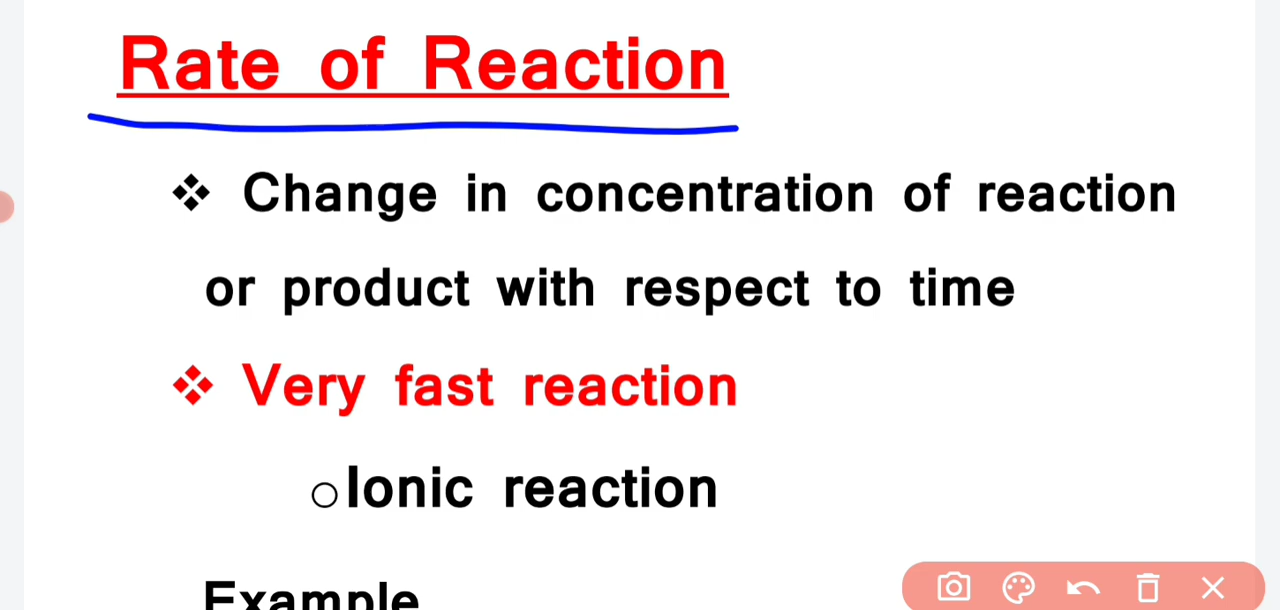 Rate of Reaction
❖ Change in concentration of reaction
or product with respect to time
❖ Very fast reaction
○Ionic reaction
Example